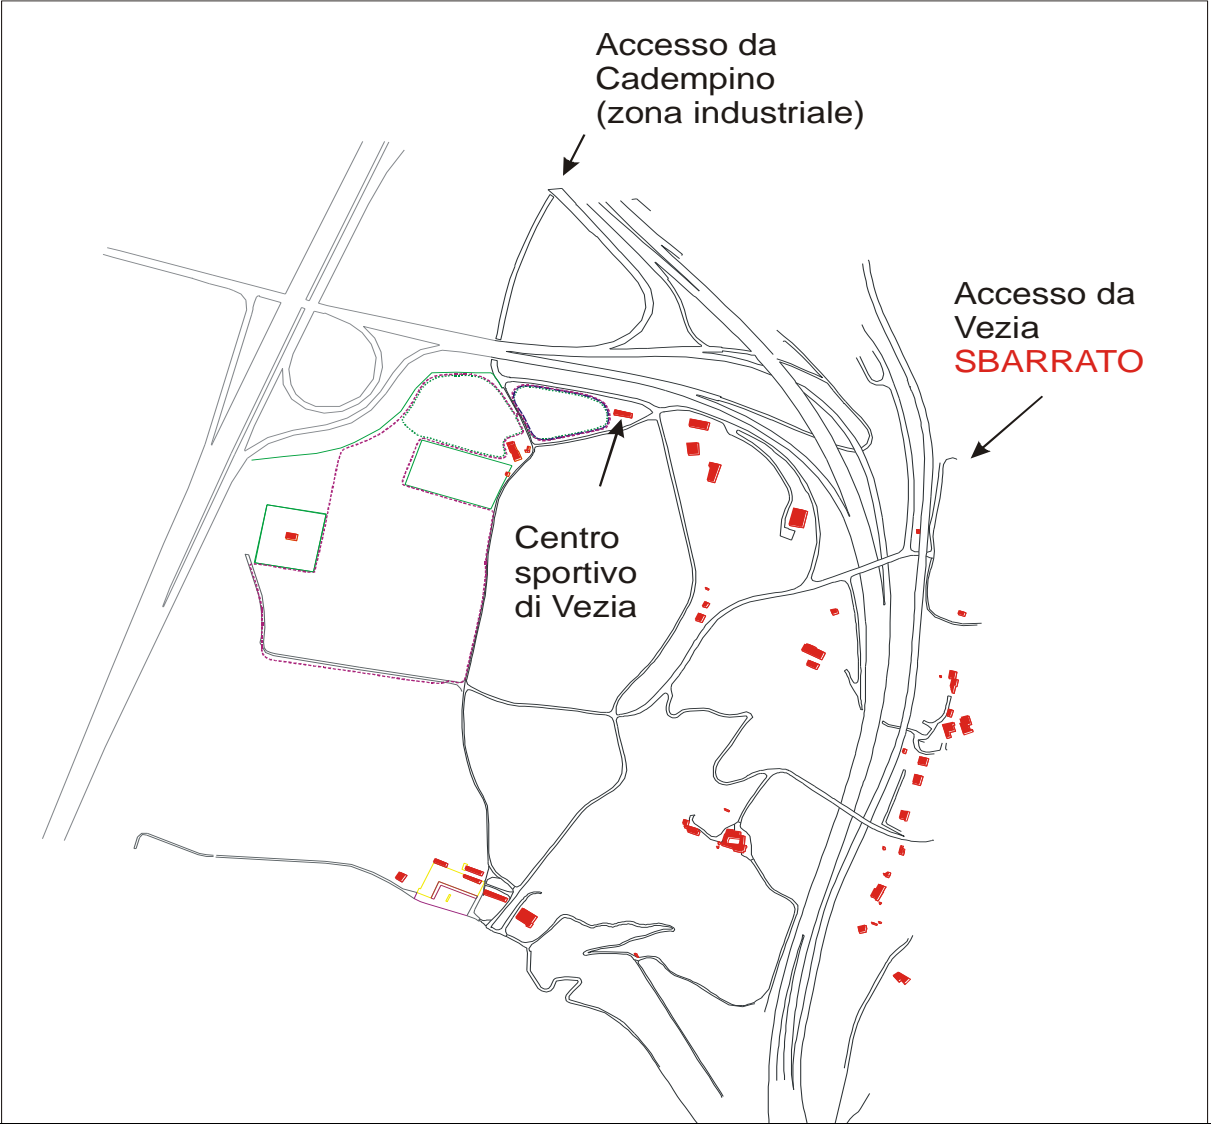 Accesso da
Cadempino
(zona industriale)
Accesso da
Vezia
SBARRATO
Centro
sportivo
di Vezia